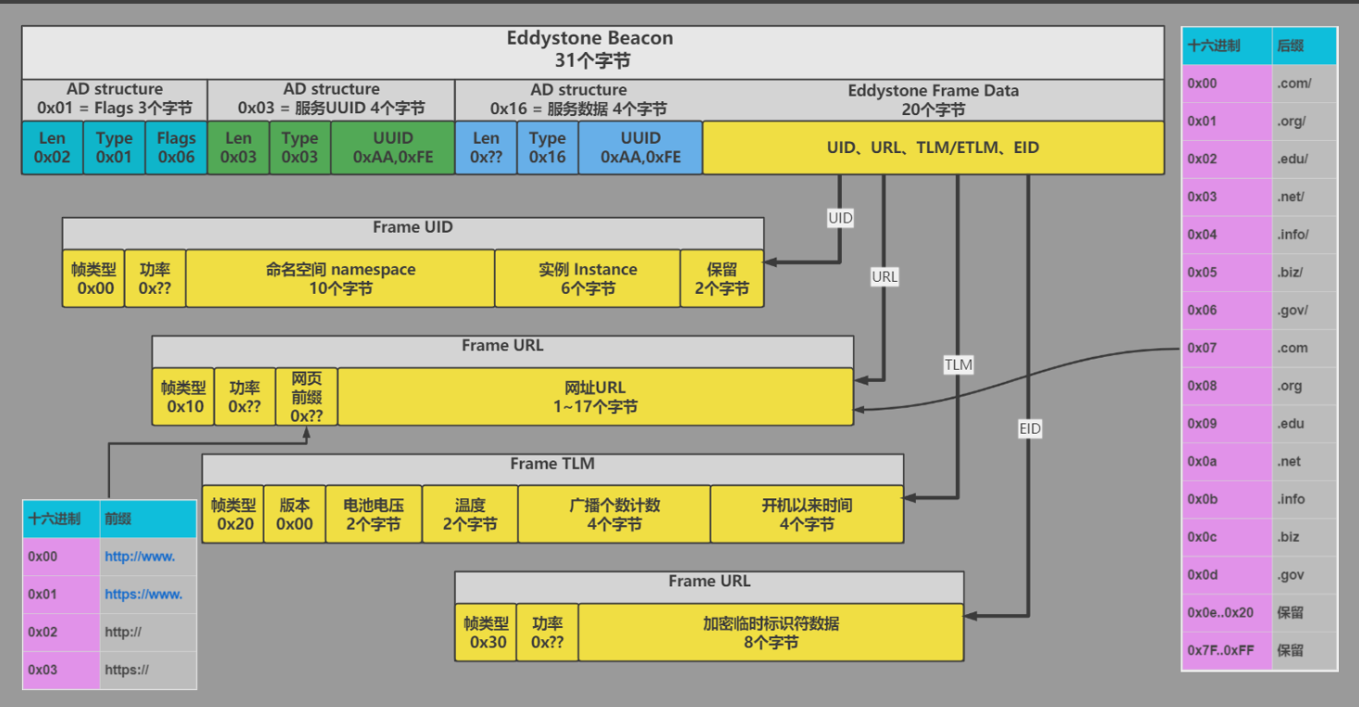 Eddystone Beacon
31个字节
AD structure
0x01 = Flags 3个字节
AD structure
0x03 = 服务UUID 4个字节
AD structure
0x16 = 服务数据 4个字节
Eddystone Frame Data
20个字节
Len
0x02
Type
0x01
Flags
0x06
Len
0x03
Type
0x03
UUID
0xAA,0xFE
Len
0x??
Type
0x16
UUID
0xAA,0xFE
UID、URL、TLM/ETLM、EID
UID
URL
TLM
EID
Frame UID
帧类型
0x00
功率
0x??
命名空间 namespace
10个字节
实例 Instance
6个字节
保留
2个字节
Frame URL
帧类型
0x10
功率
0x??
网页
前缀
0x??
网址URL
1~17个字节
Frame TLM
帧类型
0x20
版本
0x00
电池电压
2个字节
温度
2个字节
广播个数计数
4个字节
开机以来时间
4个字节
Frame URL
帧类型
0x30
功率
0x??
加密临时标识符数据
8个字节
十六进制 前缀
0x00 http://www.
0x01 https://www.
0x02 http://
0x03 https://
十六进制 后缀
0x00 .com/
0x01 .org/
0x02 .edu/
0x03 .net/
0x04 .info/
0x05 .biz/
0x06 .gov/
0x07 .com
0x08 .org
0x09 .edu
0x0a .net
0x0b .info
0x0c .biz
0x0d .gov
0x0e..0x20 保留
0x7F..0xFF 保留